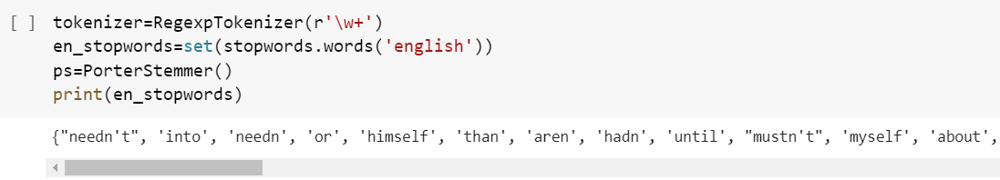 [ ] tokenizer=RegexpTokenizer(r'\w+')
en_stopwords=set(stopwords.words('english'))
ps=PorterStemmer()
print(en_stopwords)
{"needn't", 'into', 'needn', 'or', 'himself', 'than', 'aren', 'hadn', 'until', "mustn't", 'myself', 'about',